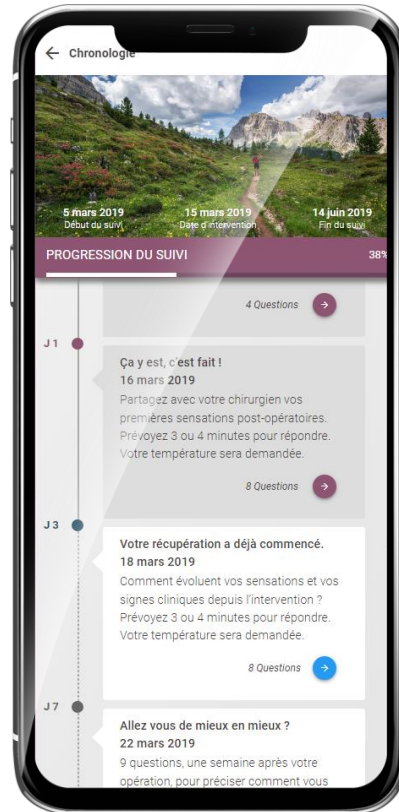 ← Chronologie
5 mars 2019 15 mars 2019 14 juin 2019
Début du suivi Date d'intervention Fin du suivi
PROGRESSION DU SUIVI 38%
4 Questions
J1
Ça y est, c'est fait !
16 mars 2019
Partagez avec votre chirurgien vos
premières sensations post-opératoires.
Prévoyez 3 ou 4 minutes pour répondre.
Votre température sera demandée.
8 Questions
J3
Votre récupération a déjà commencé.
18 mars 2019
Comment évoluent vos sensations et vos
signes cliniques depuis l'intervention ?
Prévoyez 3 ou 4 minutes pour répondre.
Votre température sera demandée.
8 Questions
J7
Allez vous de mieux en mieux ?
22 mars 2019
9 questions, une semaine après votre
opération, pour préciser comment vous